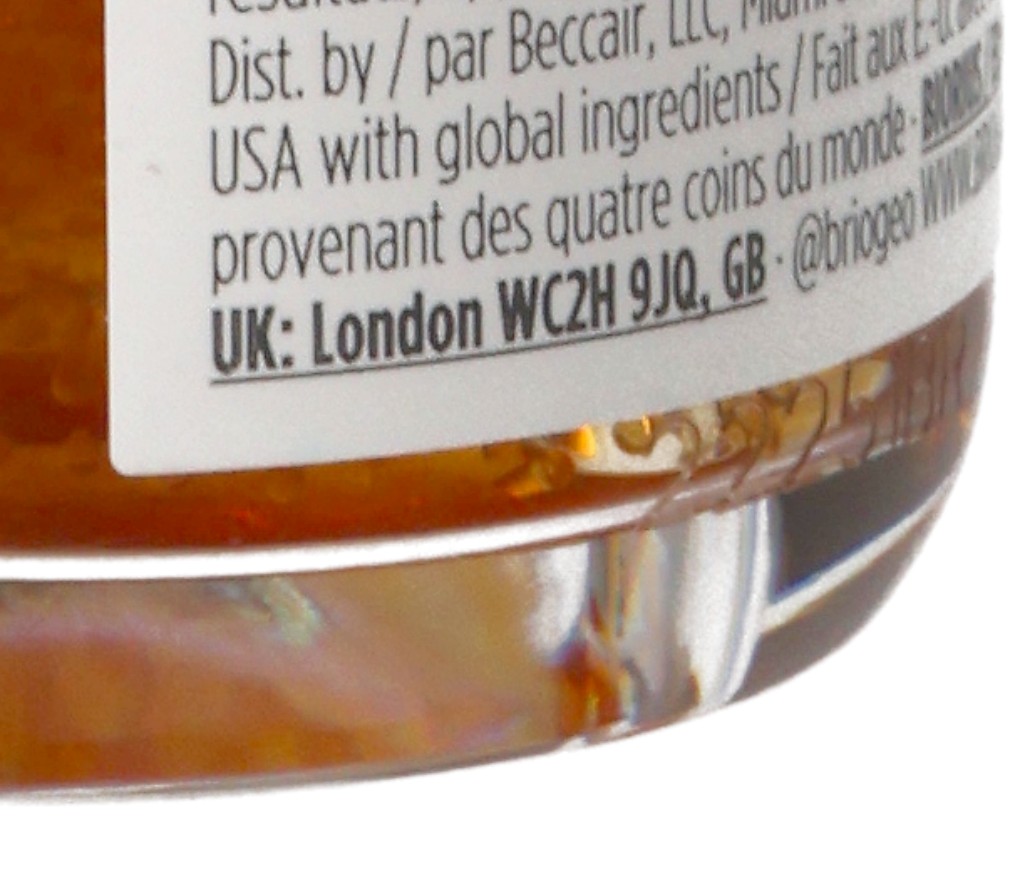 Dist. by / par Beccair, LLC,
USA with global ingredients / Fait aux É.-U.
provenant des quatre coins du monde ·
UK: London WC2H 9JQ, GB · @briogeo